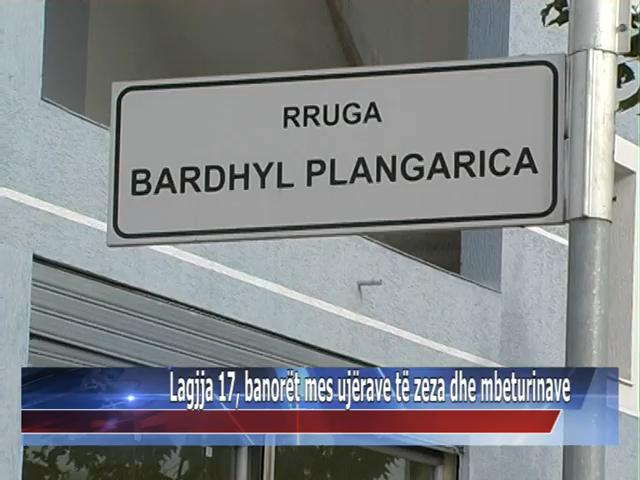 RRUGA
BARDHYL PLANGARICA
Lagjja 17, banorët mes ujërave të zeza dhe mbeturinave